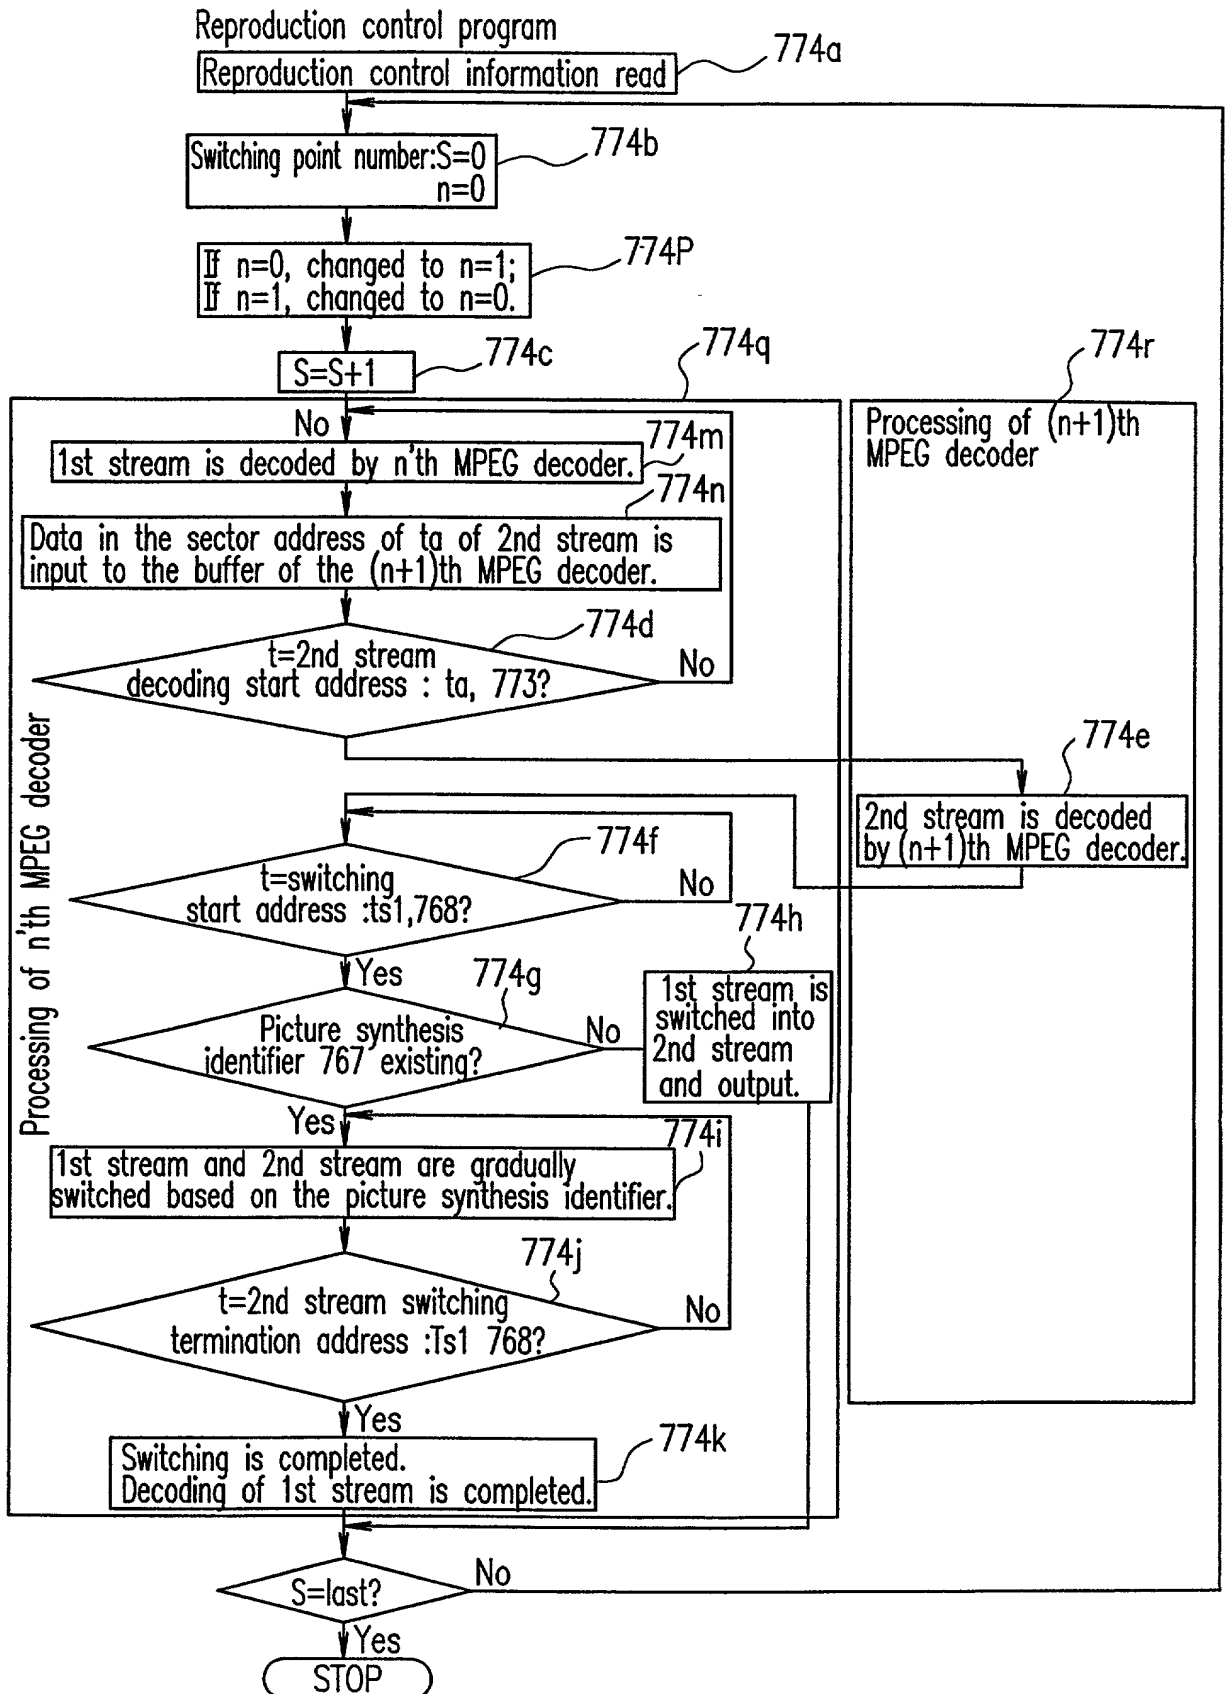 Reproduction control program
774a
Reproduction control information read
774b
Switching point number:S=0
n=0
774P
If n=0, changed to n=1;
If n=1, changed to n=0.
774c
S=S+1
774q
774r
Processing of (n+1)th
MPEG decoder
No
774m
1st stream is decoded by n'th MPEG decoder.
774n
Data in the sector address of ta of 2nd stream is
input to the buffer of the (n+1)th MPEG decoder.
774d
t=2nd stream
decoding start address : ta, 773?
No
774e
2nd stream is decoded
by (n+1)th MPEG decoder.
Processing of n'th MPEG decoder
774f
t=switching
start address :ts1,768?
No
Yes
774g
Picture synthesis
identifier 767 existing?
No
774h
1st stream is
switched into
2nd stream
and output.
Yes
774i
1st stream and 2nd stream are gradually
switched based on the picture synthesis identifier.
774j
t=2nd stream switching
termination address :Ts1 768?
No
Yes
774k
Switching is completed.
Decoding of 1st stream is completed.
S=last?
No
Yes
STOP